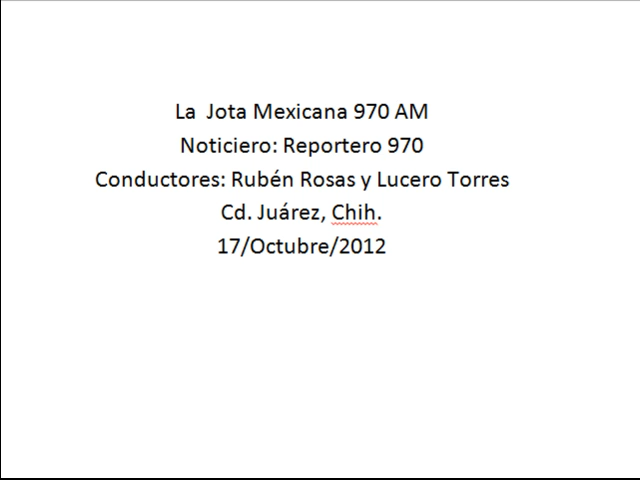 La Jota Mexicana 970 AM
Noticiero: Reportero 970
Conductores: Rubén Rosas y Lucero Torres
Cd. Juárez, Chih.
17/Octubre/2012